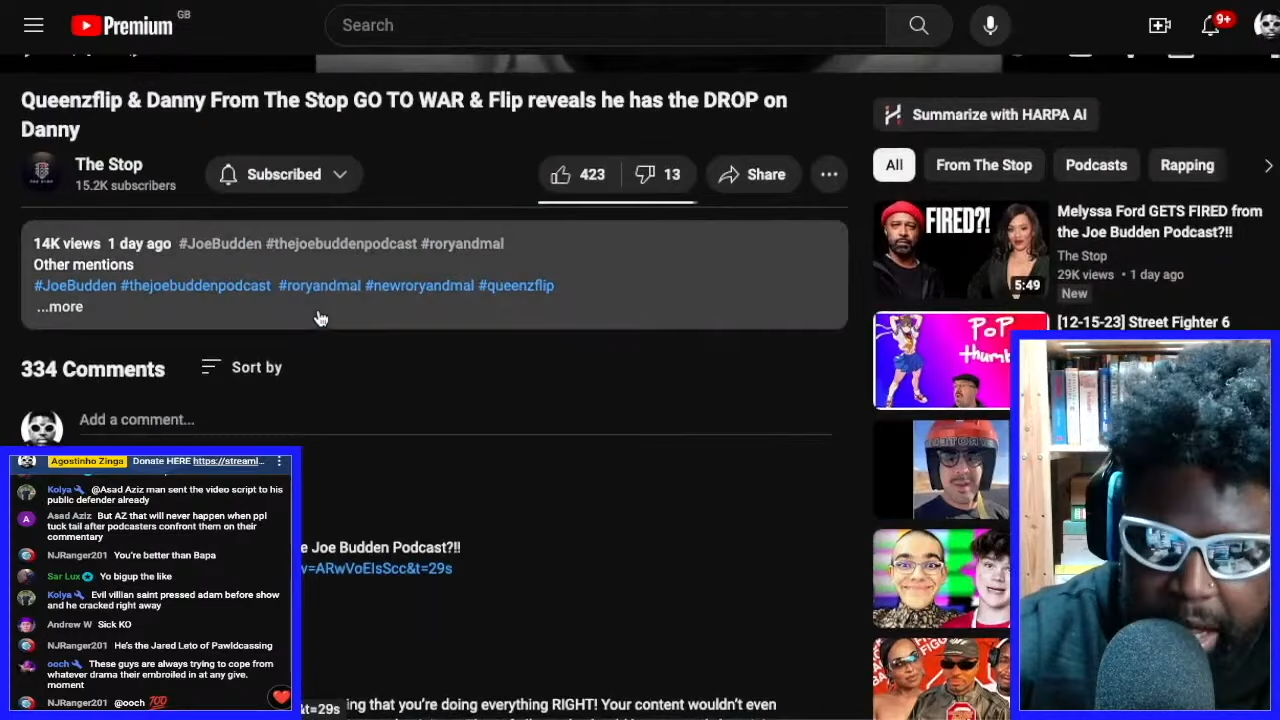 Premium GB
Search
9+
Queenzflip & Danny From The Stop GO TO WAR & Flip reveals he has the DROP on
Danny
The Stop
15.2K subscribers
Subscribed
423
13
Share
14K views 1 day ago #JoeBudden #thejoebuddenpodcast #roryandmal
Other mentions
#JoeBudden #thejoebuddenpodcast #roryandmal #newroryandmal #queenzflip
...more
334 Comments
Sort by
Add a comment...
e Joe Budden Podcast?!!
v=ARwVoEIsScc&t=29s
ing that you're doing everything RIGHT! Your content wouldn't even
&t=29s
Summarize with HARPA AI
All
From The Stop
Podcasts
Rapping
FIRED?!
5:49
Melyssa Ford GETS FIRED from
the Joe Budden Podcast?!!
The Stop
29K views • 1 day ago
New
PoP
thumb
[12-15-23] Street Fighter 6
Agostinho Zinga Donate HERE https://streaml...
Kolya @Asad Aziz man sent the video script to his
public defender already
Asad Aziz But AZ that will never happen when ppl
tuck tail after podcasters confront them on their
commentary
NJRanger201 You're better than Bapa
Sar Lux Yo bigup the like
Kolya Evil villian saint pressed adam before show
and he cracked right away
Andrew W Sick KO
NJRanger201 He's the Jared Leto of Pawldcassing
ooch These guys are always trying to cope from
whatever drama their embroiled in at any give.
moment
NJRanger201 @ooch 💯